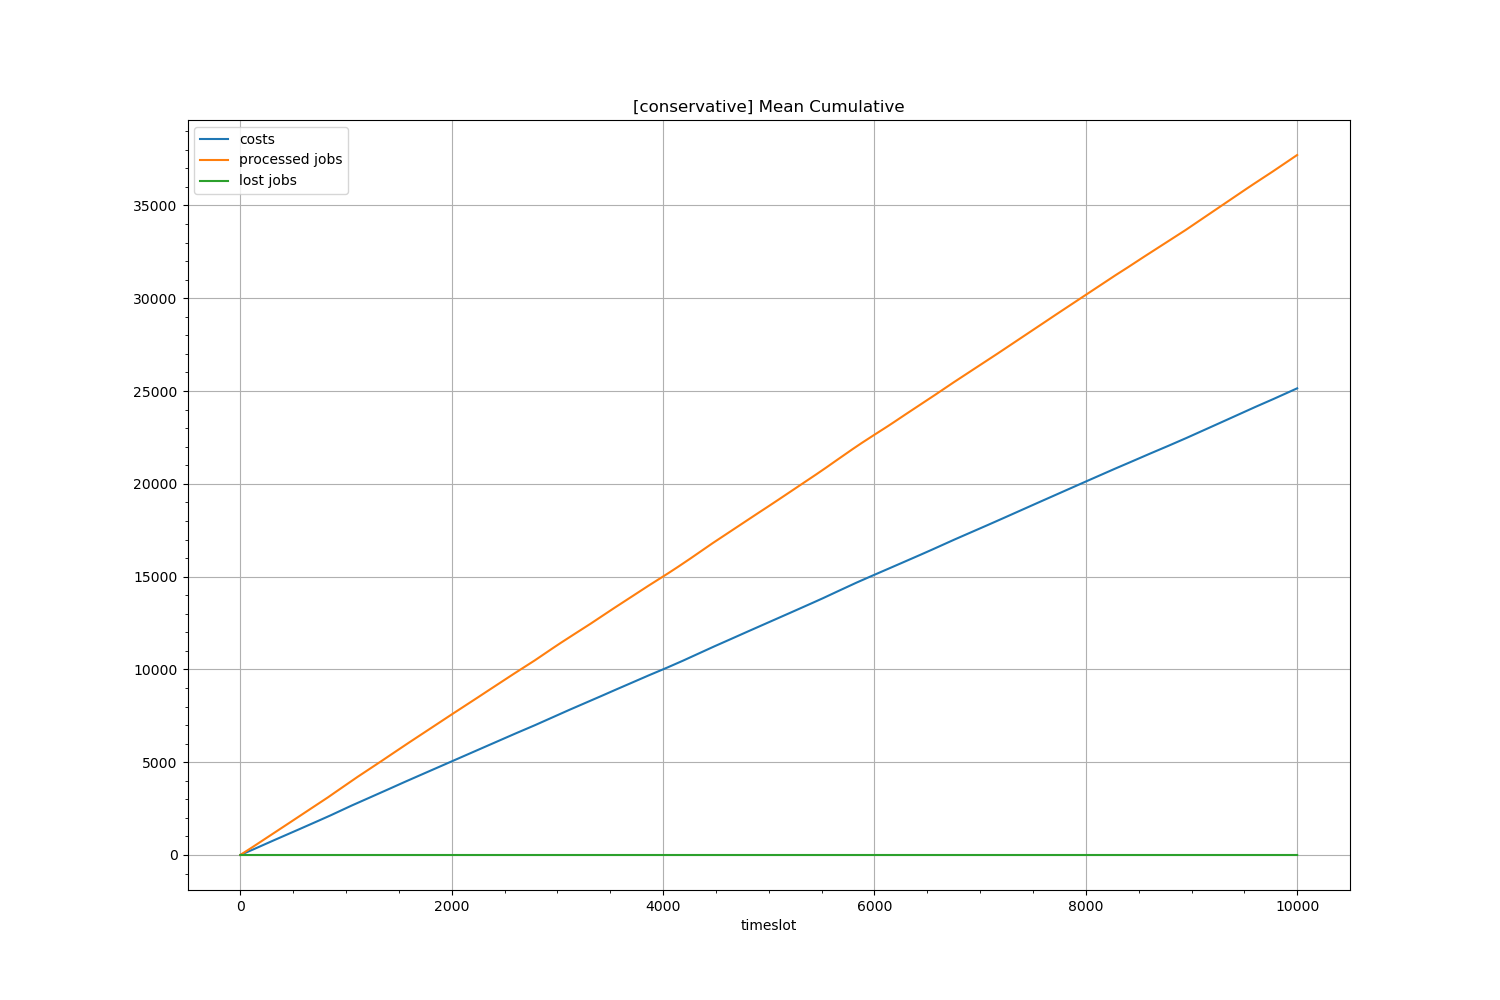 [conservative] Mean Cumulative
costs
processed jobs
lost jobs
35000
30000
25000
20000
15000
10000
5000
0
0 2000 4000 6000 8000 10000
timeslot